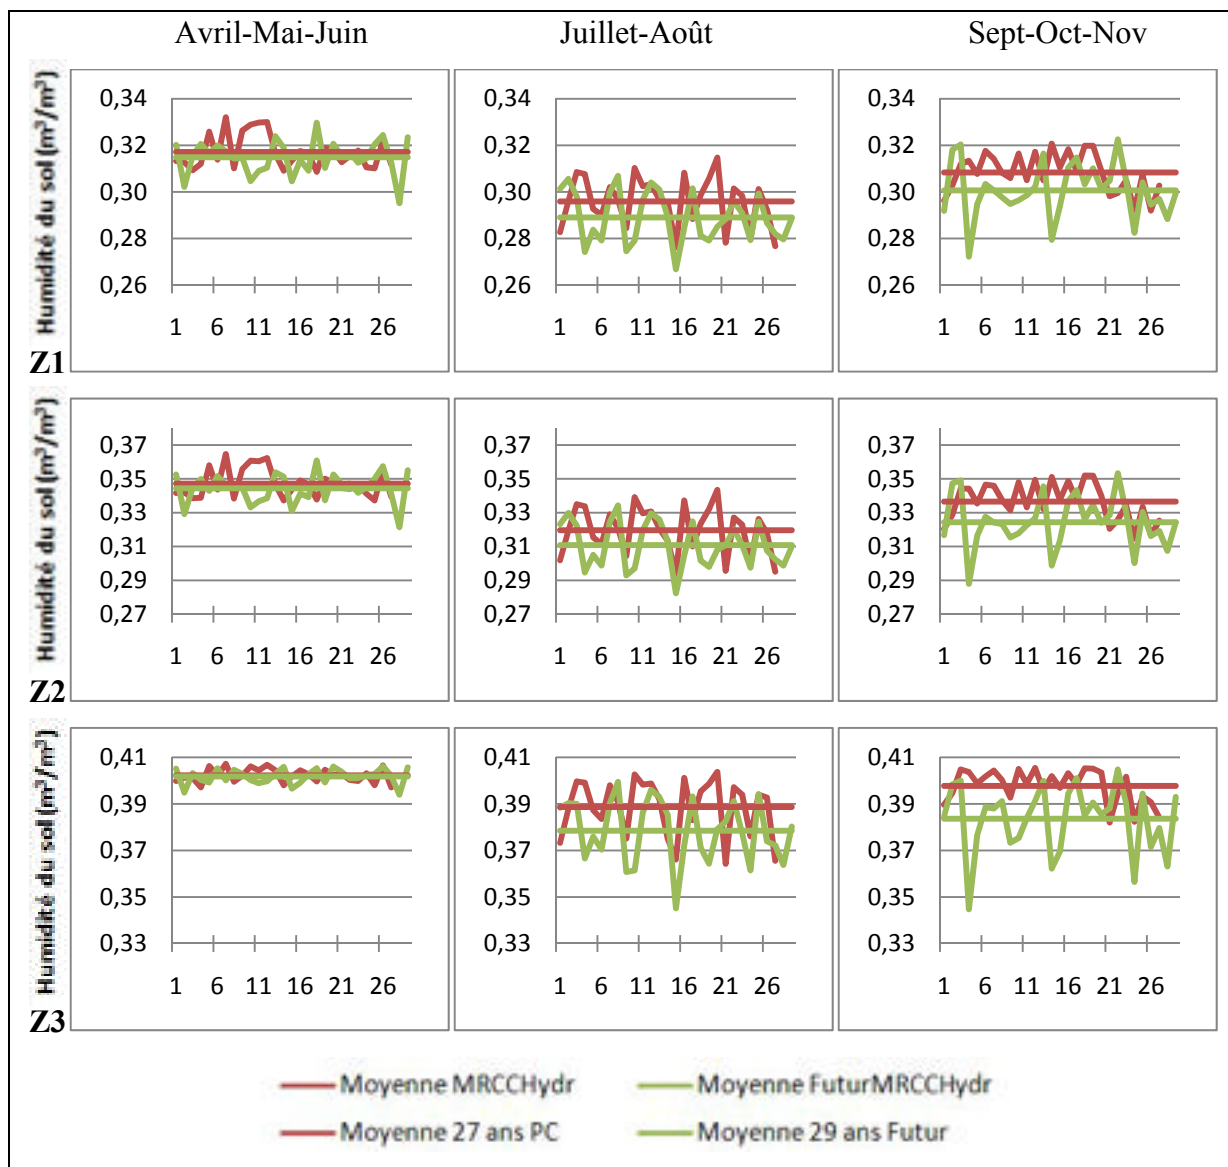 Avril-Mai-Juin
Juillet-Août
Sept-Oct-Nov
Humidité du sol (m³/m³)
Z1
0,34
0,32
0,30
0,28
0,26
1 6 11 16 21 26
0,34
0,32
0,30
0,28
0,26
1 6 11 16 21 26
0,34
0,32
0,30
0,28
0,26
1 6 11 16 21 26
Humidité du sol (m³/m³)
Z2
0,37
0,35
0,33
0,31
0,29
0,27
1 6 11 16 21 26
0,37
0,35
0,33
0,31
0,29
0,27
1 6 11 16 21 26
0,37
0,35
0,33
0,31
0,29
0,27
1 6 11 16 21 26
Humidité du sol (m³/m³)
Z3
0,41
0,39
0,37
0,35
0,33
1 6 11 16 21 26
0,41
0,39
0,37
0,35
0,33
1 6 11 16 21 26
0,41
0,39
0,37
0,35
0,33
1 6 11 16 21 26
Moyenne MRCCHydr
Moyenne FuturMRCCHydr
Moyenne 27 ans PC
Moyenne 29 ans Futur